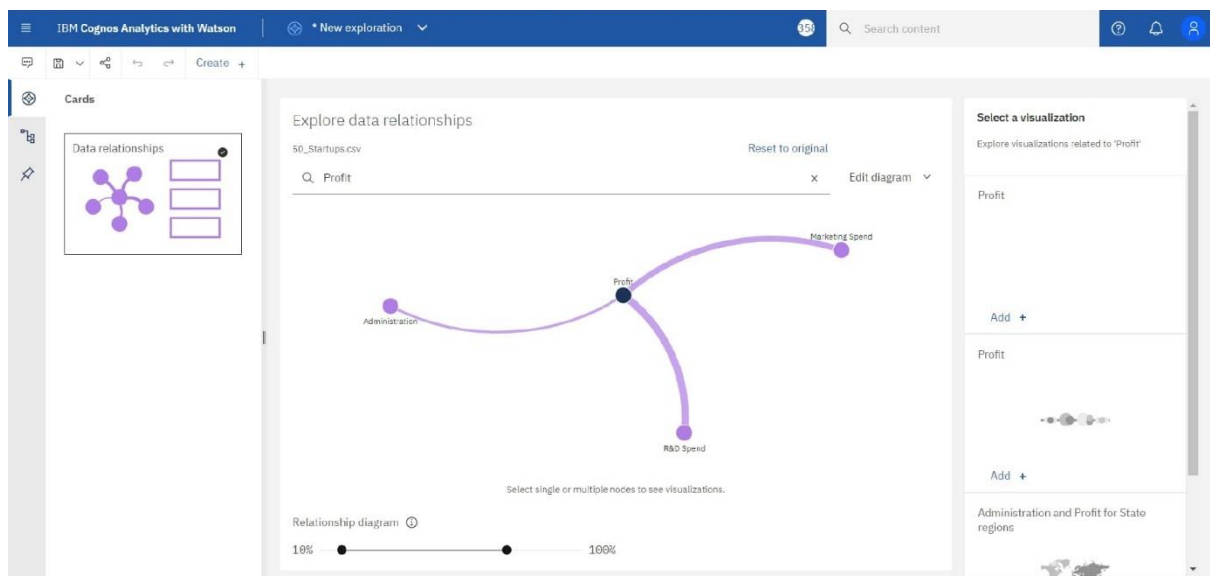 IBM Cognos Analytics with Watson
* New exploration
Search content
Create +
Cards
Data relationships
Explore data relationships
50_Startups.csv
Reset to original
Profit
x
Edit diagram
Marketing Spend
Profit
Administration
R&D Spend
Select single or multiple nodes to see visualizations.
Relationship diagram
10%
100%
Select a visualization
Explore visualizations related to 'Profit'
Profit
Add +
Profit
Add +
Administration and Profit for State
regions